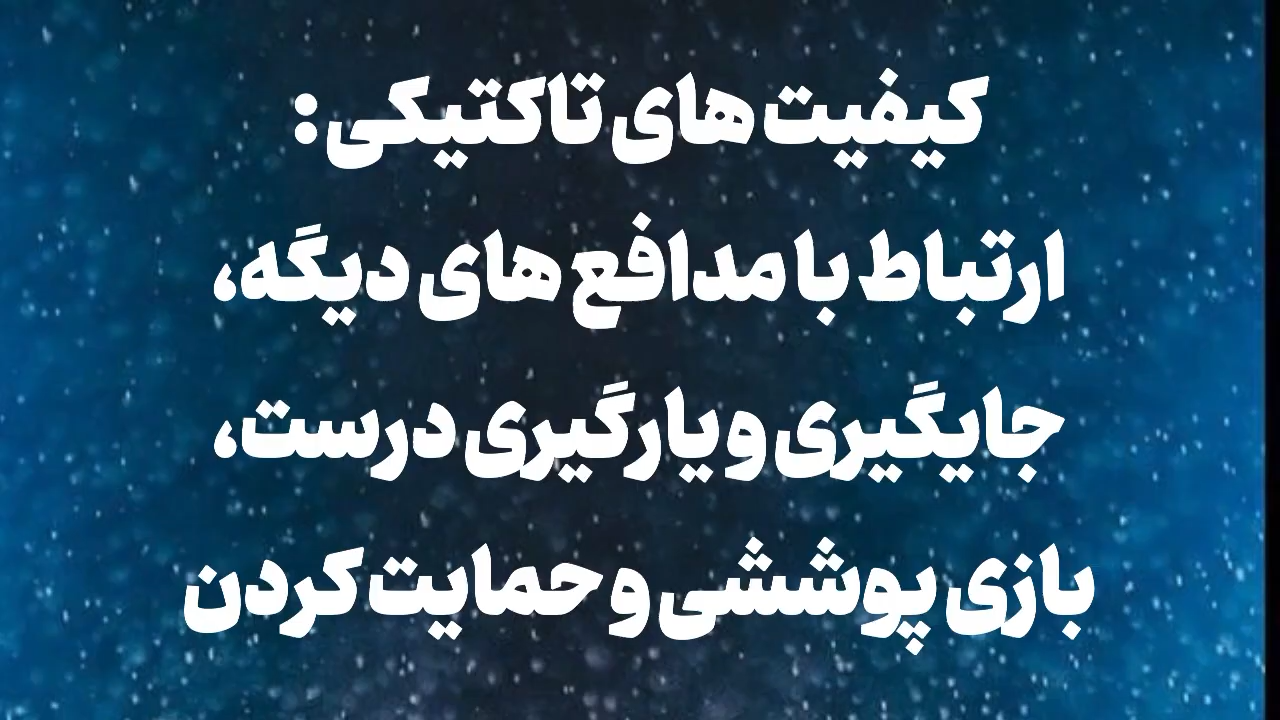 کیفیت های تاکتیکی :
ارتباط با مدافع های دیگه،
جایگیری و یارگیری درست،
بازی پوششی و حمایت کردن